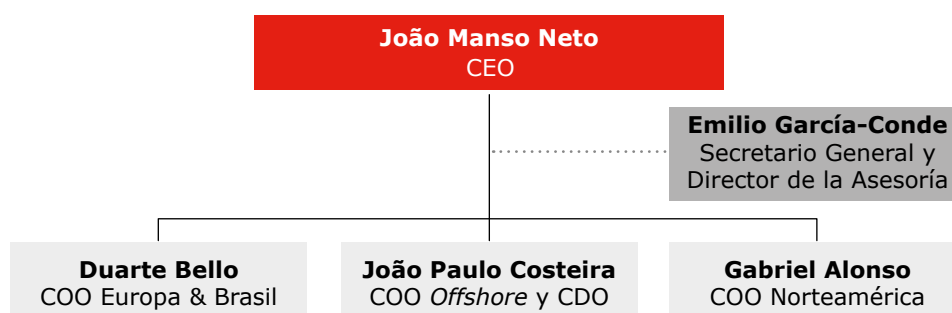 João Manso Neto
CEO
Emilio García-Conde
Secretario General y
Director de la Asesoría
Duarte Bello
COO Europa & Brasil
João Paulo Costeira
COO Offshore y CDO
Gabriel Alonso
COO Norteamérica